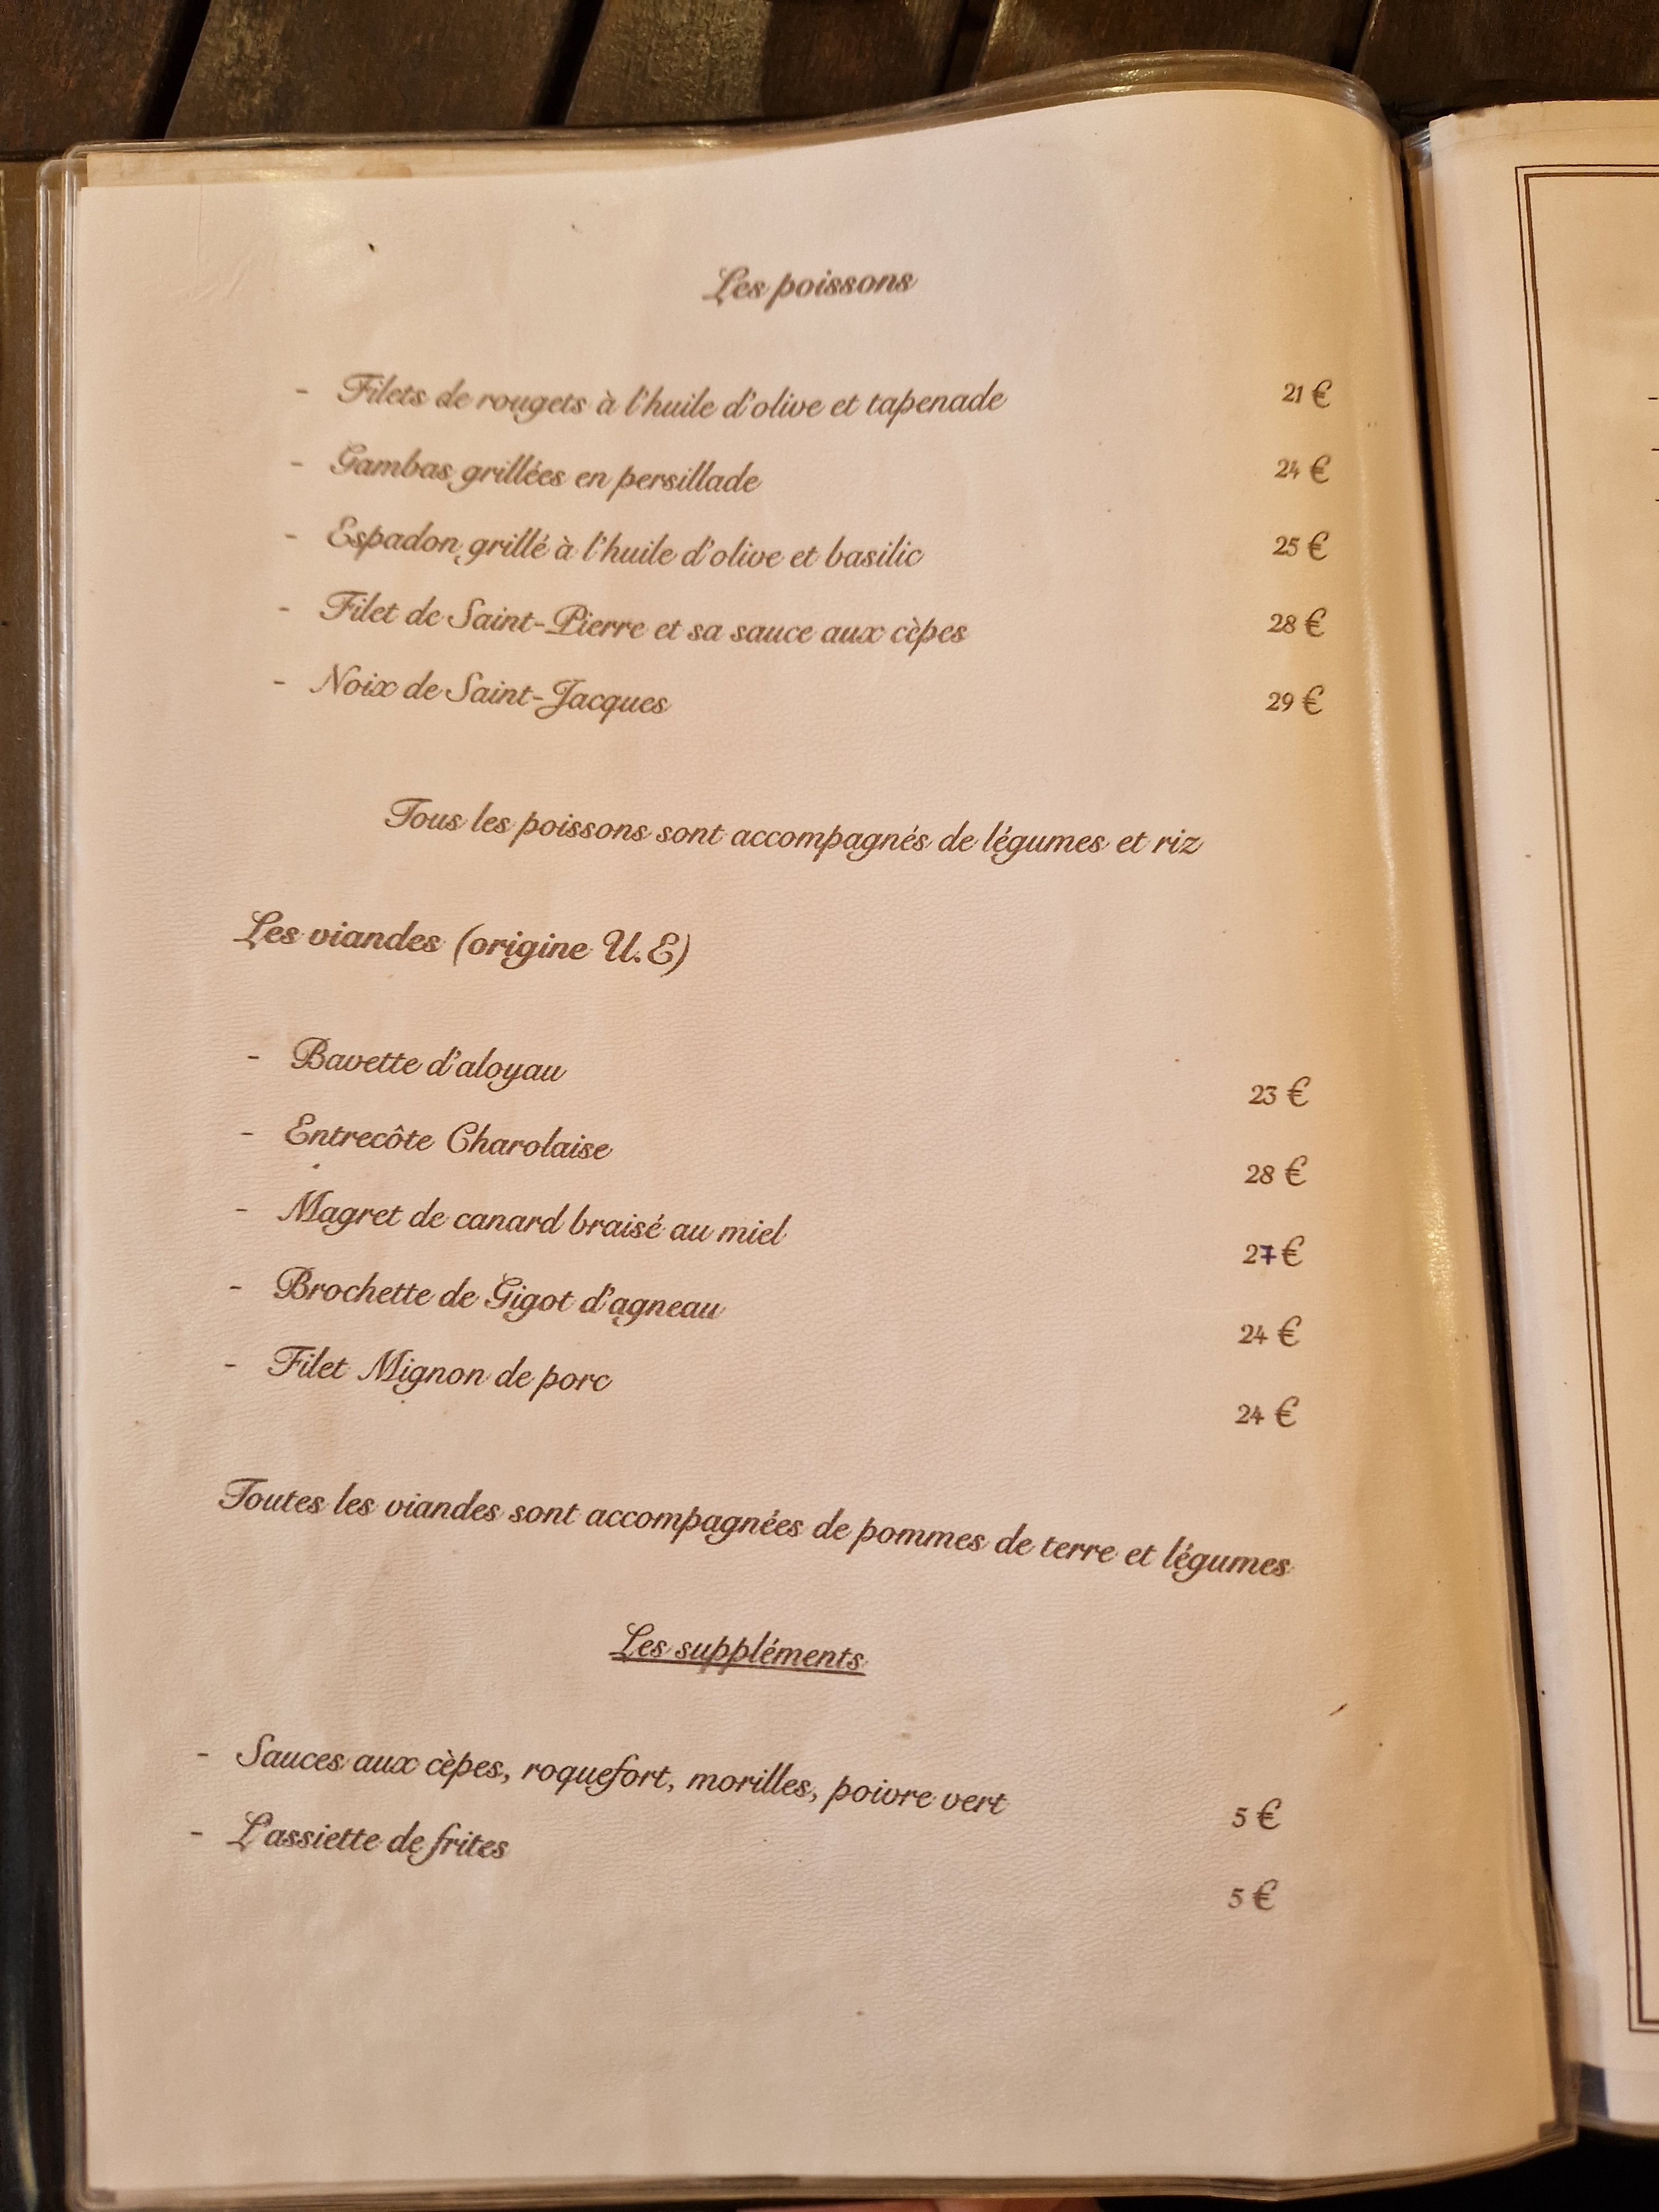 Les poissons
- Filets de rougets à l'huile d'olive et tapenade 21 €
- Gambas grillées en persillade 24 €
- Espadon grillé à l'huile d'olive et basilic 25 €
- Filet de Saint-Pierre et sa sauce aux cèpes 28 €
- Noix de Saint-Jacques 29 €
Tous les poissons sont accompagnés de légumes et riz
Les viandes (origine U.E)
- Bavette d'aloyau 23 €
- Entrecôte Charolaise 28 €
- Magret de canard braisé au miel 27 €
- Brochette de Gigot d'agneau 24 €
- Filet Mignon de porc 24 €
Toutes les viandes sont accompagnées de pommes de terre et légumes
Les suppléments
- Sauces aux cèpes, roquefort, morilles, poivre vert 5 €
- L'assiette de frites 5 €